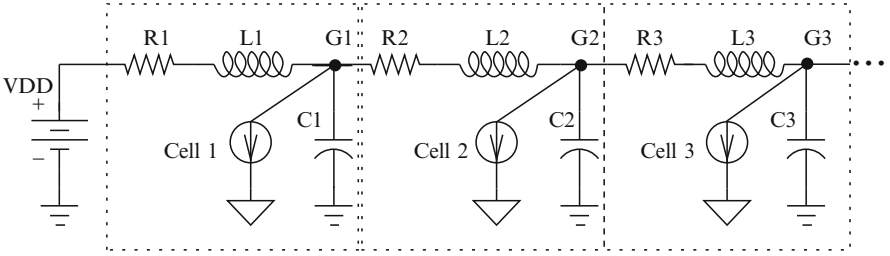 R1 L1 G1 R2 L2 G2 R3 L3 G3
VDD
+
−
Cell 1 C1 Cell 2 C2 Cell 3 C3